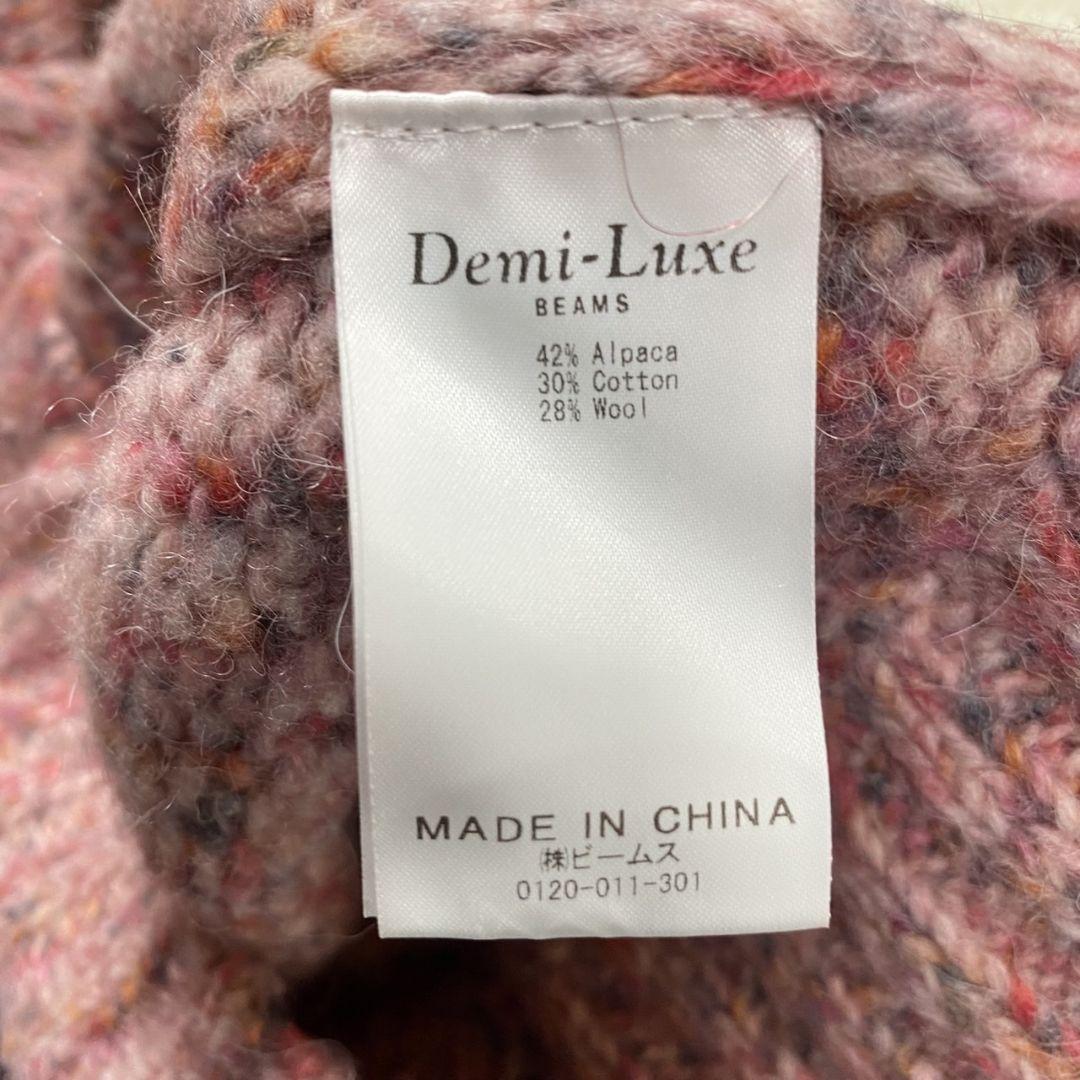 Demi-Luxe
BEAMS
42% Alpaca
30% Cotton
28% Wool
MADE IN CHINA
㈱ビームス
0120-011-301